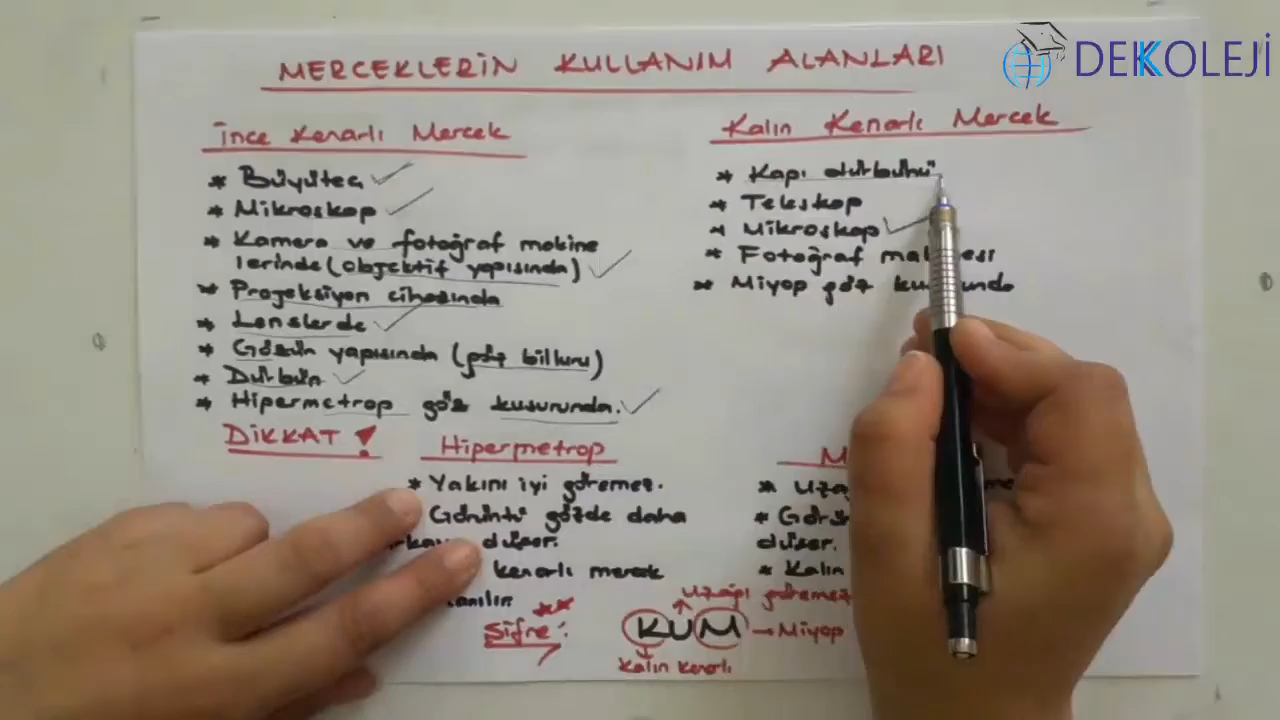 DEKKOLEJİ
MERCEKLERİN KULLANIM ALANLARI
İnce Kenarlı Mercek
* Büyüteç
* Mikroskop
* Kamera ve fotoğraf makine
lerinde (objektif yapısında)
* Projeksiyon cihazında
* Lenslerde
* Gözün yapısında (göz billuru)
* Dürbün
* Hipermetrop göz kusurunda.
Kalın Kenarlı Mercek
* Kapı dürbünü
* Teleskop
* Mikroskop
* Fotoğraf
* Miyop göz
DİKKAT !
Hipermetrop
* Yakını iyi göremez.
Görüntü gözde daha
düşer.
kenarlı mercek
*
* 
düşer.
* Kalın
Uzağı göremez
Şifre:
KUM → Miyop
Kalın Kenarlı